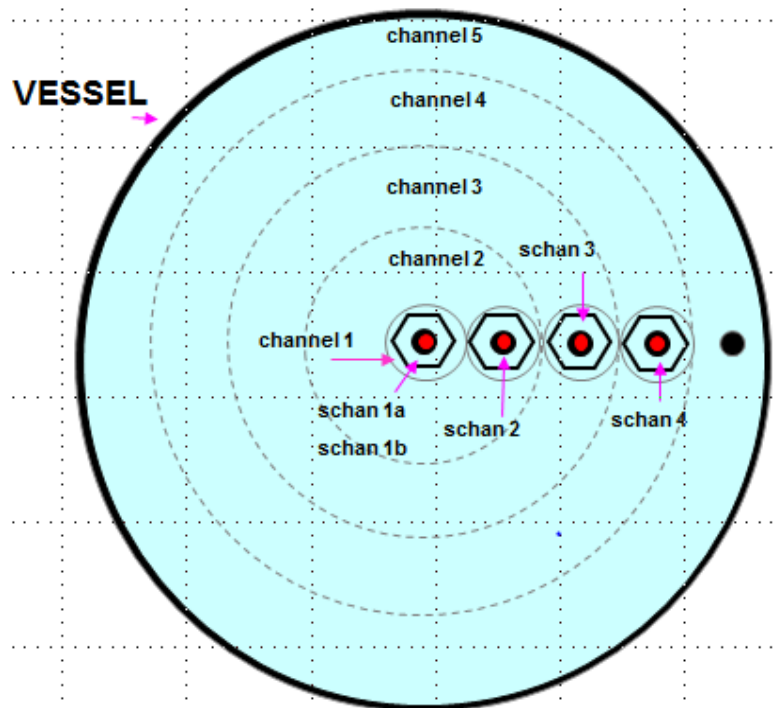 channel 5
VESSEL
channel 4
channel 3
schan 3
channel 2
channel 1
schan 1a
schan 2
schan 4
schan 1b